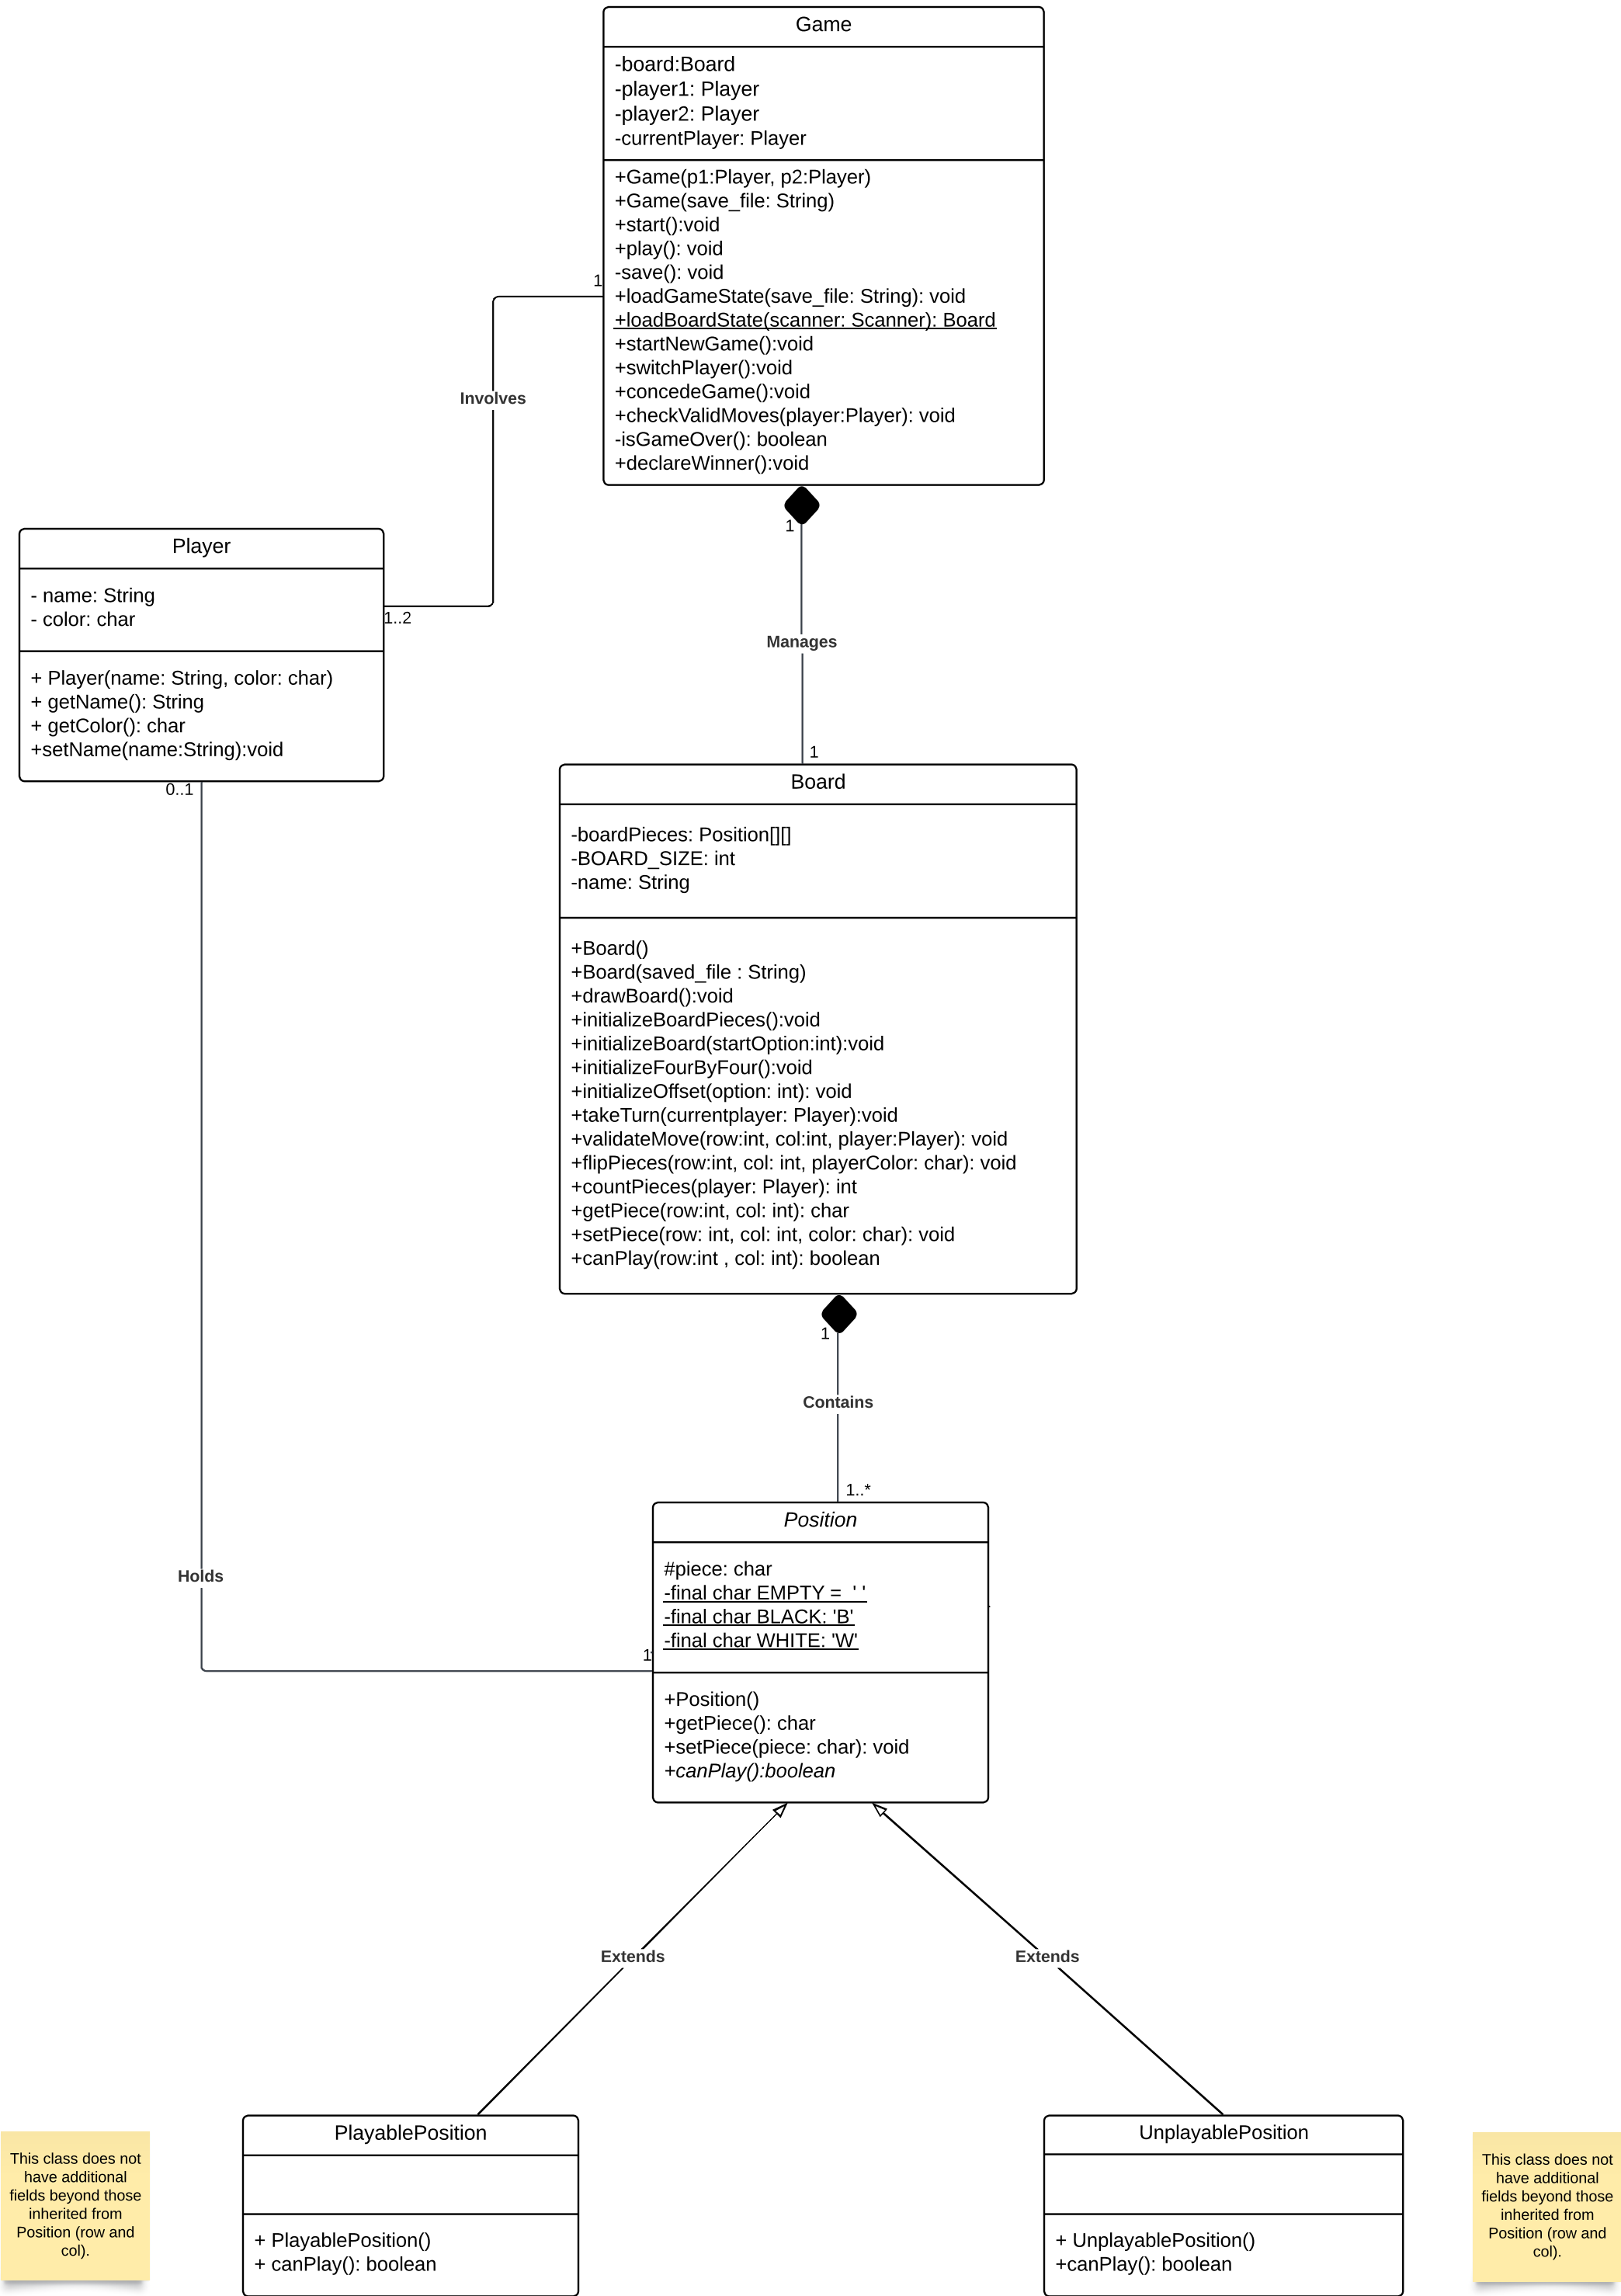 Game
-board:Board
-player1: Player
-player2: Player
-currentPlayer: Player
+Game(p1:Player, p2:Player)
+Game(save_file: String)
+start():void
+play(): void
-save(): void
+loadGameState(save_file: String): void
+loadBoardState(scanner: Scanner): Board
+startNewGame():void
+switchPlayer():void
+concedeGame():void
+checkValidMoves(player:Player): void
-isGameOver(): boolean
+declareWinner():void
1
Involves
1..2
1
Manages
1
Player
- name: String
- color: char
+ Player(name: String, color: char)
+ getName(): String
+ getColor(): char
+setName(name:String):void
0..1
Holds
Board
-boardPieces: Position[][]
-BOARD_SIZE: int
-name: String
+Board()
+Board(saved_file : String)
+drawBoard():void
+initializeBoardPieces():void
+initializeBoard(startOption:int):void
+initializeFourByFour():void
+initializeOffset(option: int): void
+takeTurn(currentplayer: Player):void
+validateMove(row:int, col:int, player:Player): void
+flipPieces(row:int, col: int, playerColor: char): void
+countPieces(player: Player): int
+getPiece(row:int, col: int): char
+setPiece(row: int, col: int, color: char): void
+canPlay(row:int , col: int): boolean
1
Contains
1..*
Position
#piece: char
-final char EMPTY =  ' '
-final char BLACK: 'B'
-final char WHITE: 'W'
1
+Position()
+getPiece(): char
+setPiece(piece: char): void
+canPlay():boolean
Extends
Extends
This class does not
have additional
fields beyond those
inherited from
Position (row and
col).
PlayablePosition
+ PlayablePosition()
+ canPlay(): boolean
UnplayablePosition
+ UnplayablePosition()
+canPlay(): boolean
This class does not
have additional
fields beyond those
inherited from
Position (row and
col).